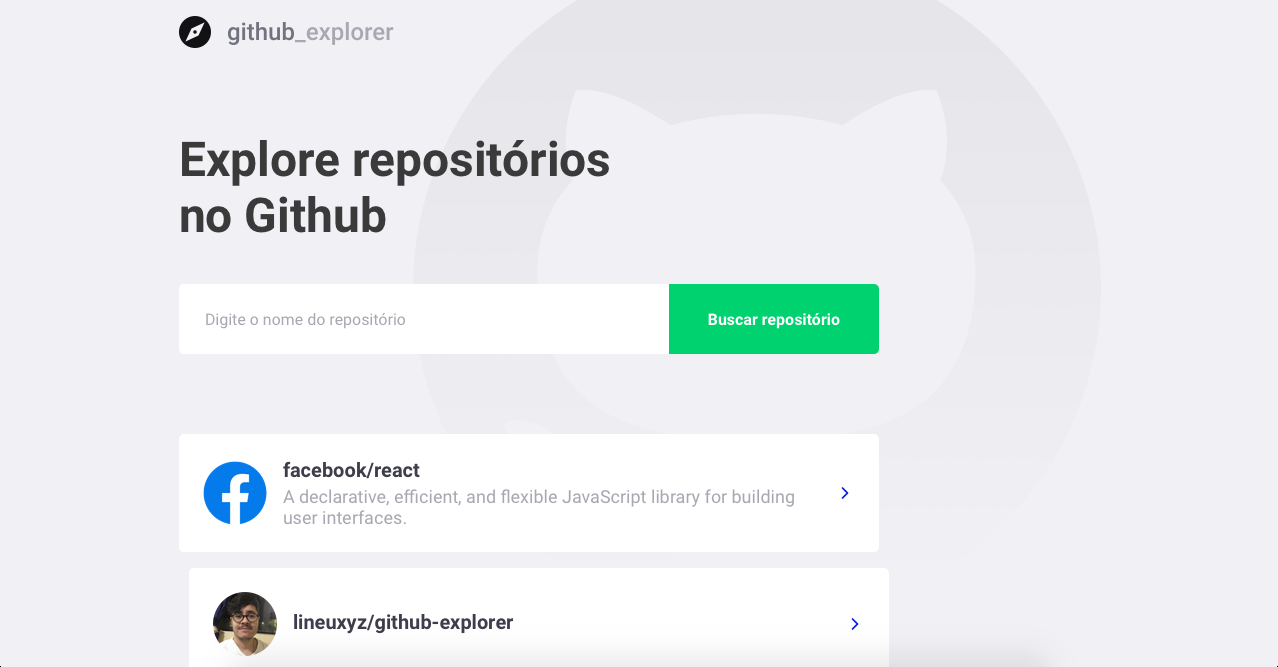 github_explorer
Explore repositórios
no Github
Digite o nome do repositório
Buscar repositório
facebook/react
A declarative, efficient, and flexible JavaScript library for building
user interfaces.
lineuxyz/github-explorer